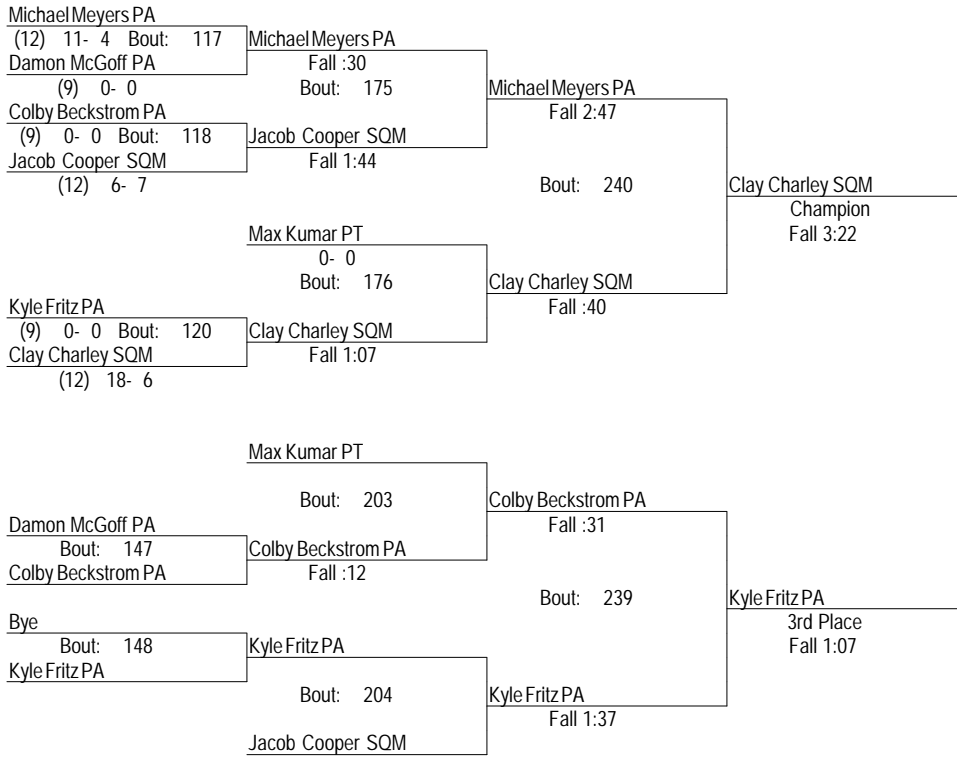 Michael Meyers PA
(12) 11- 4 Bout: 117
Michael Meyers PA
Damon McGoff PA
Fall :30
(9) 0- 0
Bout: 175
Michael Meyers PA
Colby Beckstrom PA
Fall 2:47
(9) 0- 0 Bout: 118
Jacob Cooper SQM
Jacob Cooper SQM
Fall 1:44
(12) 6- 7
Bout: 240
Clay Charley SQM
Champion
Max Kumar PT
Fall 3:22
0- 0
Bout: 176
Clay Charley SQM
Kyle Fritz PA
Fall :40
(9) 0- 0 Bout: 120
Clay Charley SQM
Clay Charley SQM
Fall 1:07
(12) 18- 6
Max Kumar PT
Bout: 203
Colby Beckstrom PA
Damon McGoff PA
Fall :31
Bout: 147
Colby Beckstrom PA
Colby Beckstrom PA
Fall :12
Bout: 239
Kyle Fritz PA
Bye
3rd Place
Bout: 148
Kyle Fritz PA
Fall 1:07
Kyle Fritz PA
Bout: 204
Kyle Fritz PA
Fall 1:37
Jacob Cooper SQM